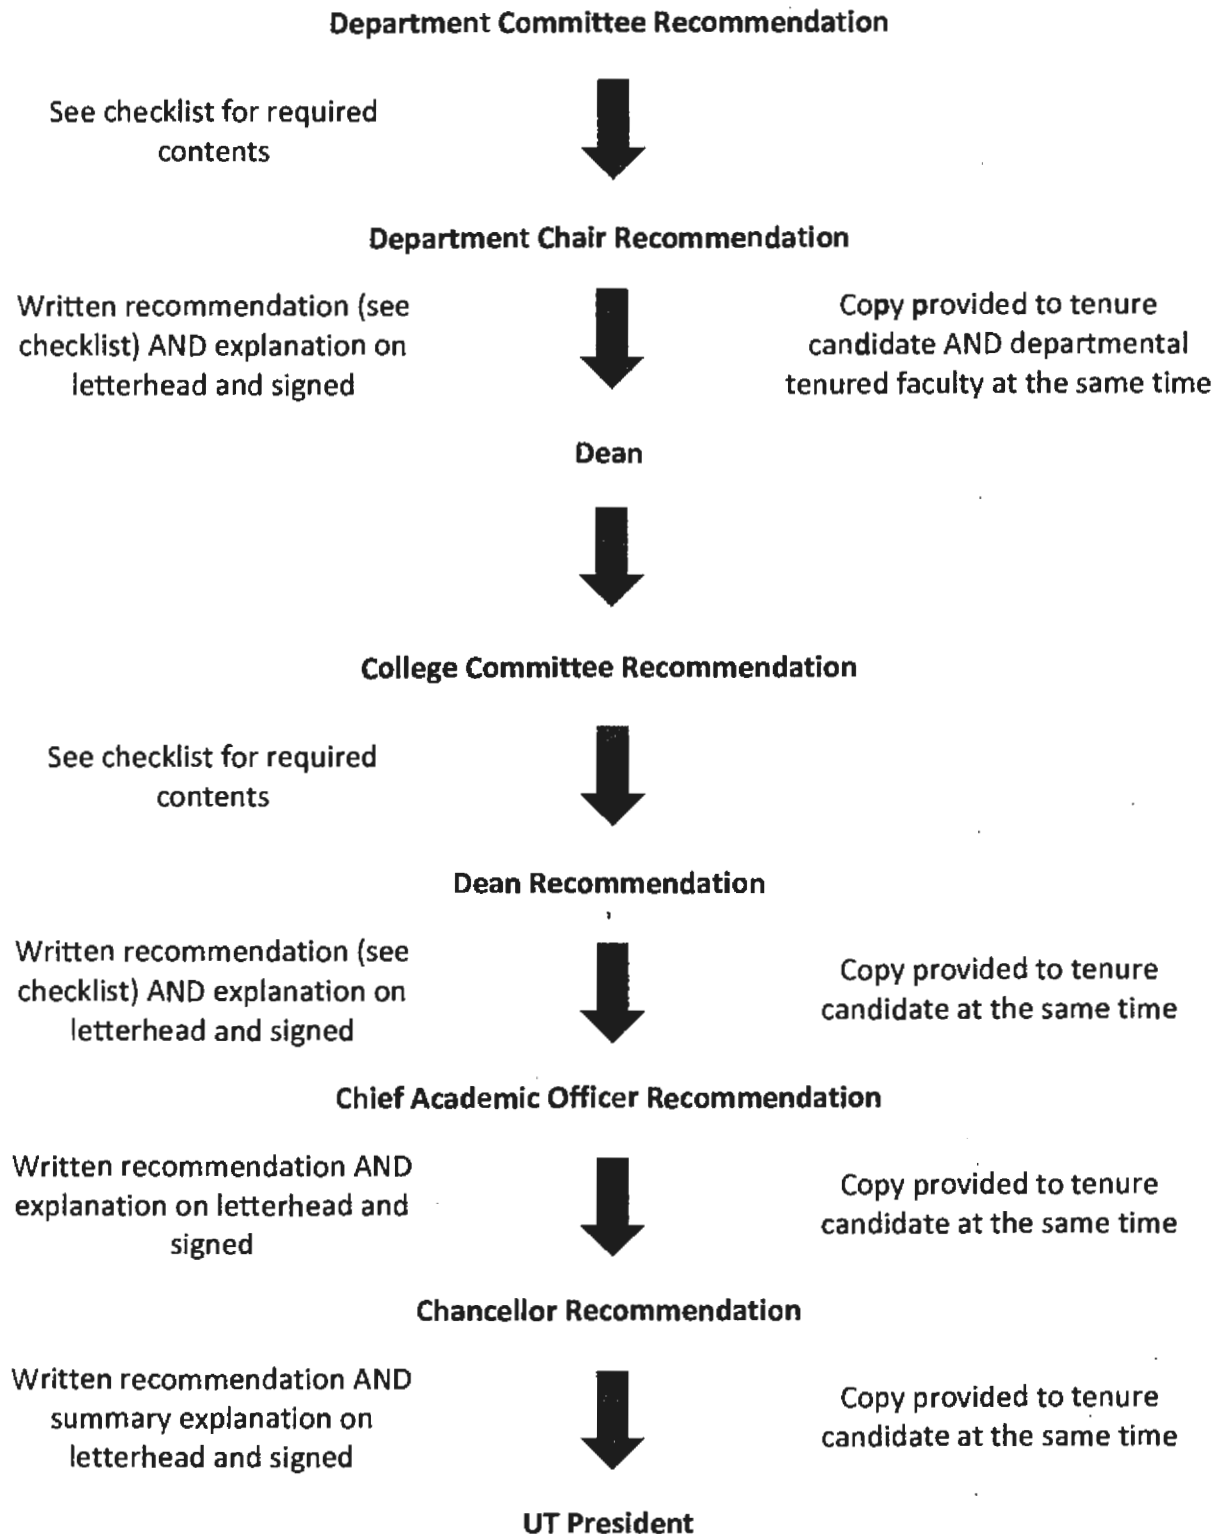 Department Committee Recommendation
See checklist for required
contents
Department Chair Recommendation
Written recommendation (see
checklist) AND explanation on
letterhead and signed
Copy provided to tenure
candidate AND departmental
tenured faculty at the same time
Dean
College Committee Recommendation
See checklist for required
contents
Dean Recommendation
Written recommendation (see
checklist) AND explanation on
letterhead and signed
Copy provided to tenure
candidate at the same time
Chief Academic Officer Recommendation
Written recommendation AND
explanation on letterhead and
signed
Copy provided to tenure
candidate at the same time
Chancellor Recommendation
Written recommendation AND
summary explanation on
letterhead and signed
Copy provided to tenure
candidate at the same time
UT President